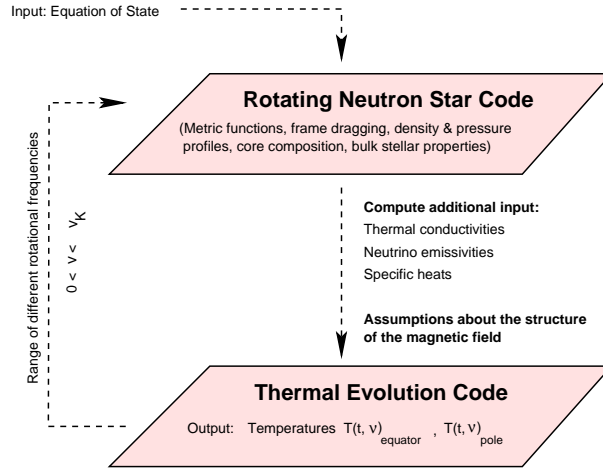 Input: Equation of State
Rotating Neutron Star Code
(Metric functions, frame dragging, density & pressure
profiles, core composition, bulk stellar properties)
Range of different rotational frequencies
0 < ν < ν_K
Compute additional input:
Thermal conductivities
Neutrino emissivities
Specific heats
Assumptions about the structure
of the magnetic field
Thermal Evolution Code
Output: Temperatures T(t, ν)_equator , T(t, ν)_pole